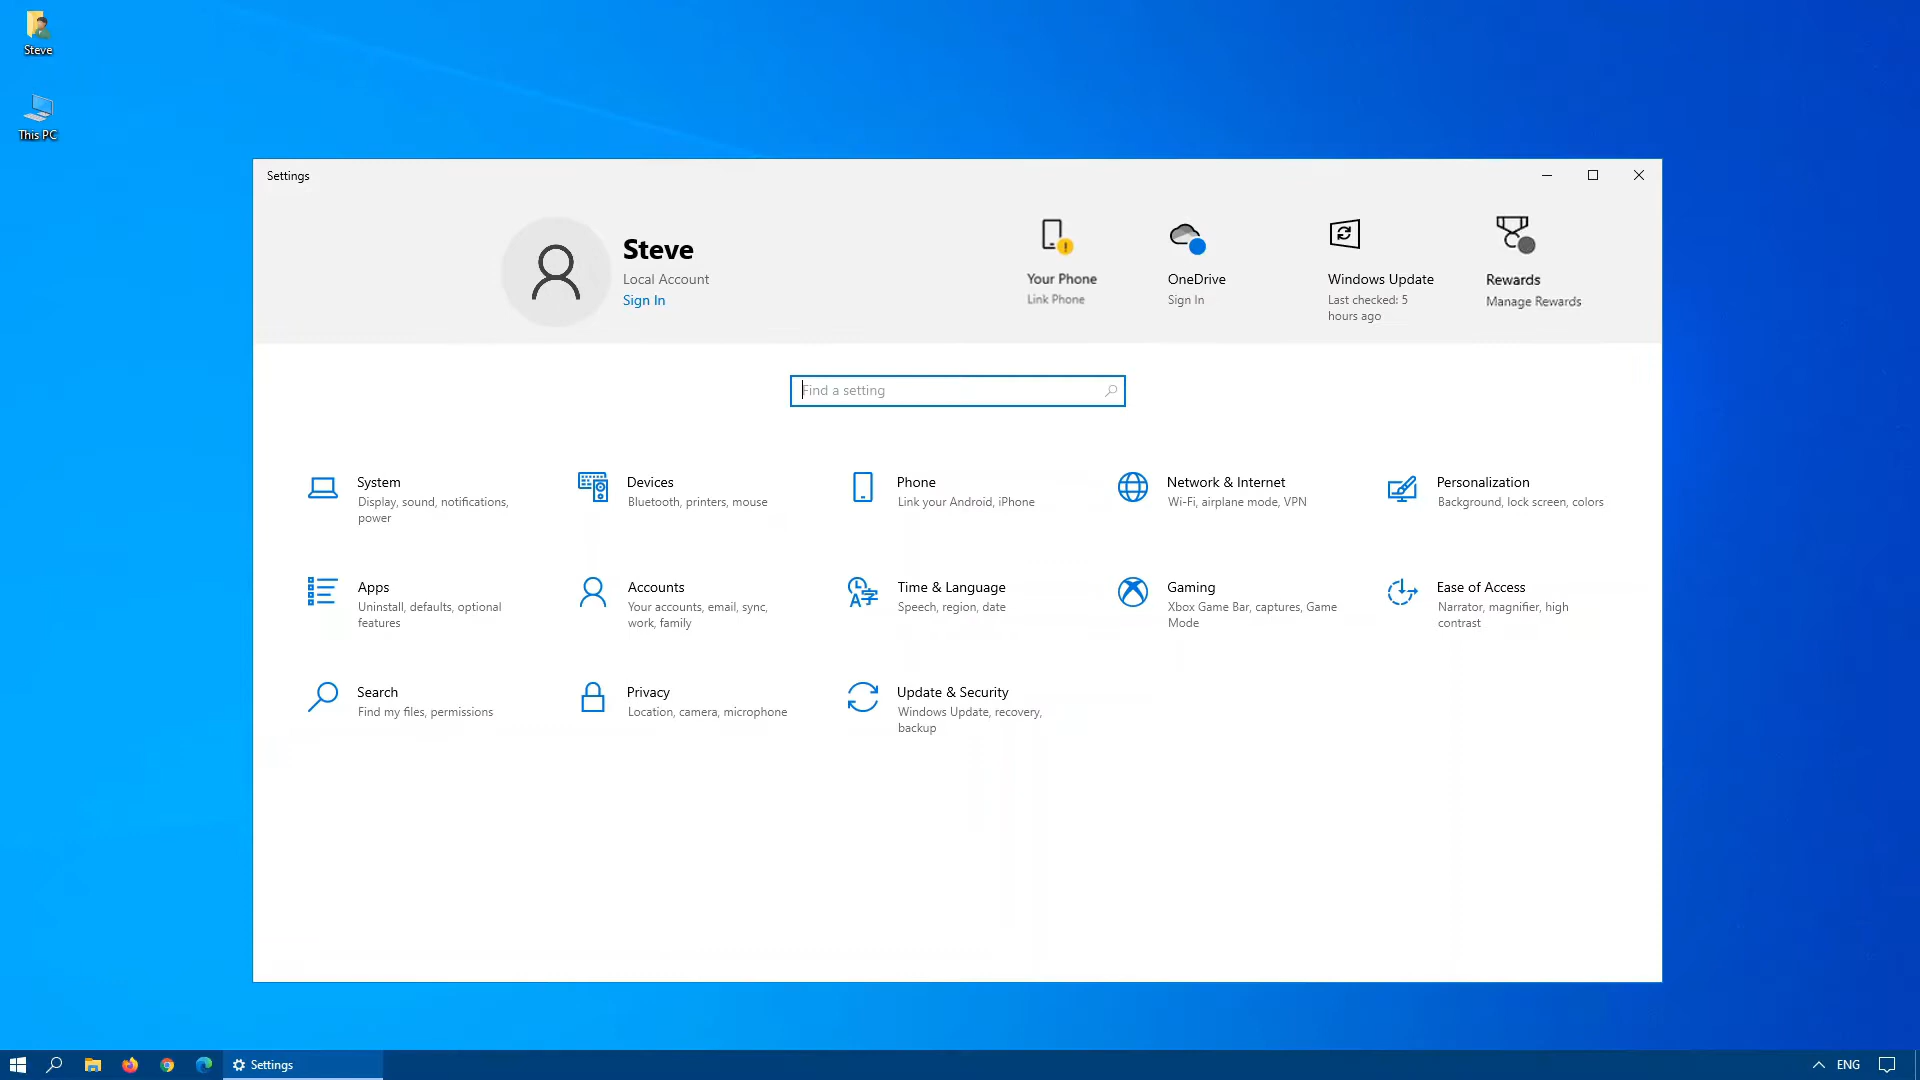 Steve
This PC
Settings
Steve
Local Account
Sign In
Your Phone
Link Phone
OneDrive
Sign In
Windows Update
Last checked: 5
hours ago
Rewards
Manage Rewards
Find a setting
System
Display, sound, notifications,
power
Devices
Bluetooth, printers, mouse
Phone
Link your Android, iPhone
Network & Internet
Wi-Fi, airplane mode, VPN
Personalization
Background, lock screen, colors
Apps
Uninstall, defaults, optional
features
Accounts
Your accounts, email, sync,
work, family
Time & Language
Speech, region, date
Gaming
Xbox Game Bar, captures, Game
Mode
Ease of Access
Narrator, magnifier, high
contrast
Search
Find my files, permissions
Privacy
Location, camera, microphone
Update & Security
Windows Update, recovery,
backup
Settings
ENG